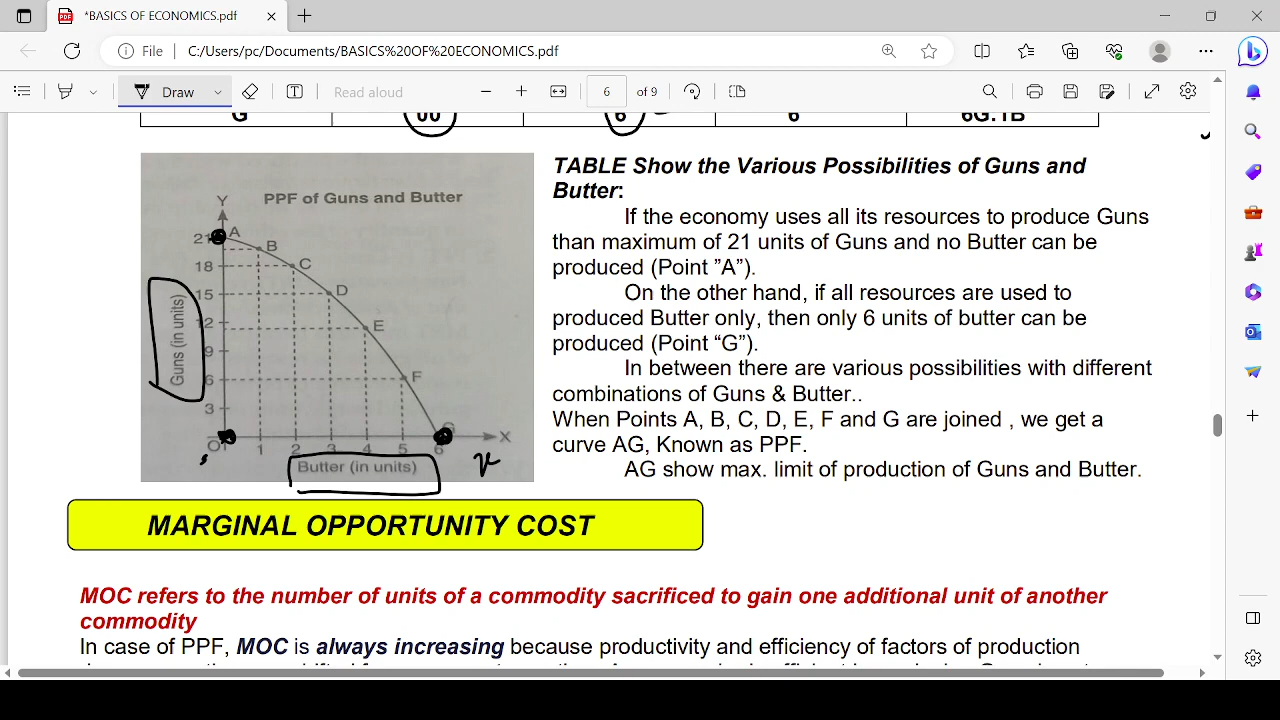 *BASICS OF ECONOMICS.pdf
File C:/Users/pc/Documents/BASICS%20OF%20ECONOMICS.pdf
Draw Read aloud 6 of 9
G 00 6 6 6G:1B
PPF of Guns and Butter
Y
21 A
B
18 C
15 D
12 E
9
6 F
3
G
O 1 2 3 4 5 6 X
Guns (in units)
Butter (in units)
x
TABLE Show the Various Possibilities of Guns and
Butter:
If the economy uses all its resources to produce Guns
than maximum of 21 units of Guns and no Butter can be
produced (Point ”A”).
On the other hand, if all resources are used to
produced Butter only, then only 6 units of butter can be
produced (Point “G”).
In between there are various possibilities with different
combinations of Guns & Butter..
When Points A, B, C, D, E, F and G are joined , we get a
curve AG, Known as PPF.
AG show max. limit of production of Guns and Butter.
MARGINAL OPPORTUNITY COST
MOC refers to the number of units of a commodity sacrificed to gain one additional unit of another
commodity
In case of PPF, MOC is always increasing because productivity and efficiency of factors of production